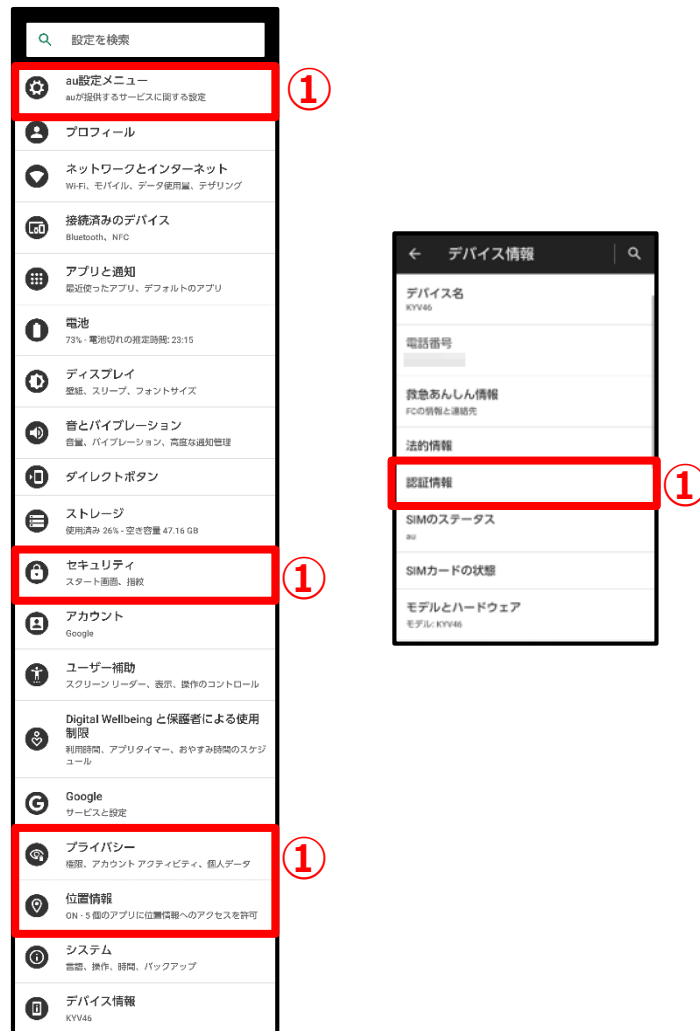 設定を検索
au設定メニュー
auが提供するサービスに関する設定
①
プロフィール
ネットワークとインターネット
Wi-Fi、モバイル、データ使用量、テザリング
接続済みのデバイス
Bluetooth、NFC
アプリと通知
最近使ったアプリ、デフォルトのアプリ
電池
73% - 電池切れの推定時間: 23:15
ディスプレイ
壁紙、スリープ、フォントサイズ
音とバイブレーション
音量、バイブレーション、高度な通知管理
ダイレクトボタン
ストレージ
使用済み 26% - 空き容量 47.16 GB
セキュリティ
スタート画面、指紋
①
アカウント
Google
ユーザー補助
スクリーン リーダー、表示、操作のコントロール
Digital Wellbeing と保護者による使用
制限
利用時間、アプリタイマー、おやすみ時間のスケジ
ュール
Google
サービスと設定
プライバシー
権限、アカウント アクティビティ、個人データ
①
位置情報
ON - 5 個のアプリに位置情報へのアクセスを許可
システム
言語、操作、時間、バックアップ
デバイス情報
KYV46
デバイス情報
デバイス名
KYV46
電話番号
救急あんしん情報
FCの情報と連絡先
法的情報
認証情報
①
SIMのステータス
au
SIMカードの状態
モデルとハードウェア
モデル: KYV46